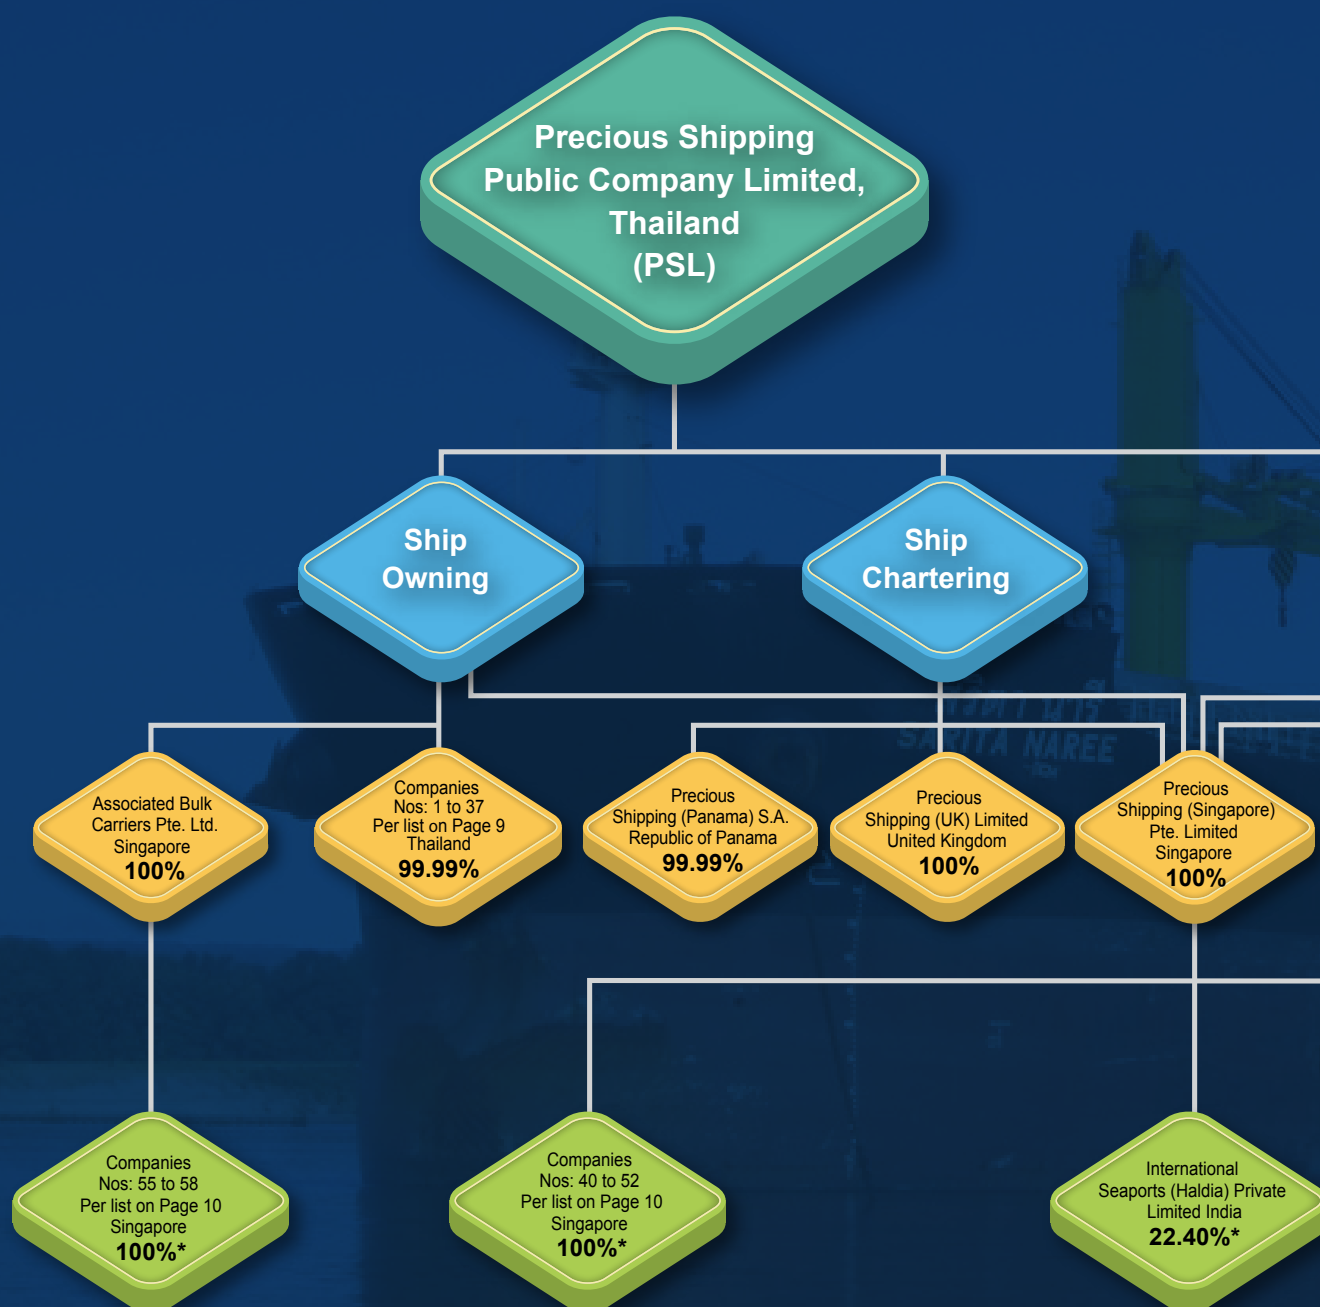 Precious Shipping
Public Company Limited,
Thailand
(PSL)
Ship
Owning
Ship
Chartering
SARITA NAREE
Associated Bulk
Carriers Pte. Ltd.
Singapore
100%
Companies
Nos: 1 to 37
Per list on Page 9
Thailand
99.99%
Precious
Shipping (Panama) S.A.
Republic of Panama
99.99%
Precious
Shipping (UK) Limited
United Kingdom
100%
Precious
Shipping (Singapore)
Pte. Limited
Singapore
100%
Companies
Nos: 55 to 58
Per list on Page 10
Singapore
100%*
Companies
Nos: 40 to 52
Per list on Page 10
Singapore
100%*
International
Seaports (Haldia) Private
Limited India
22.40%*